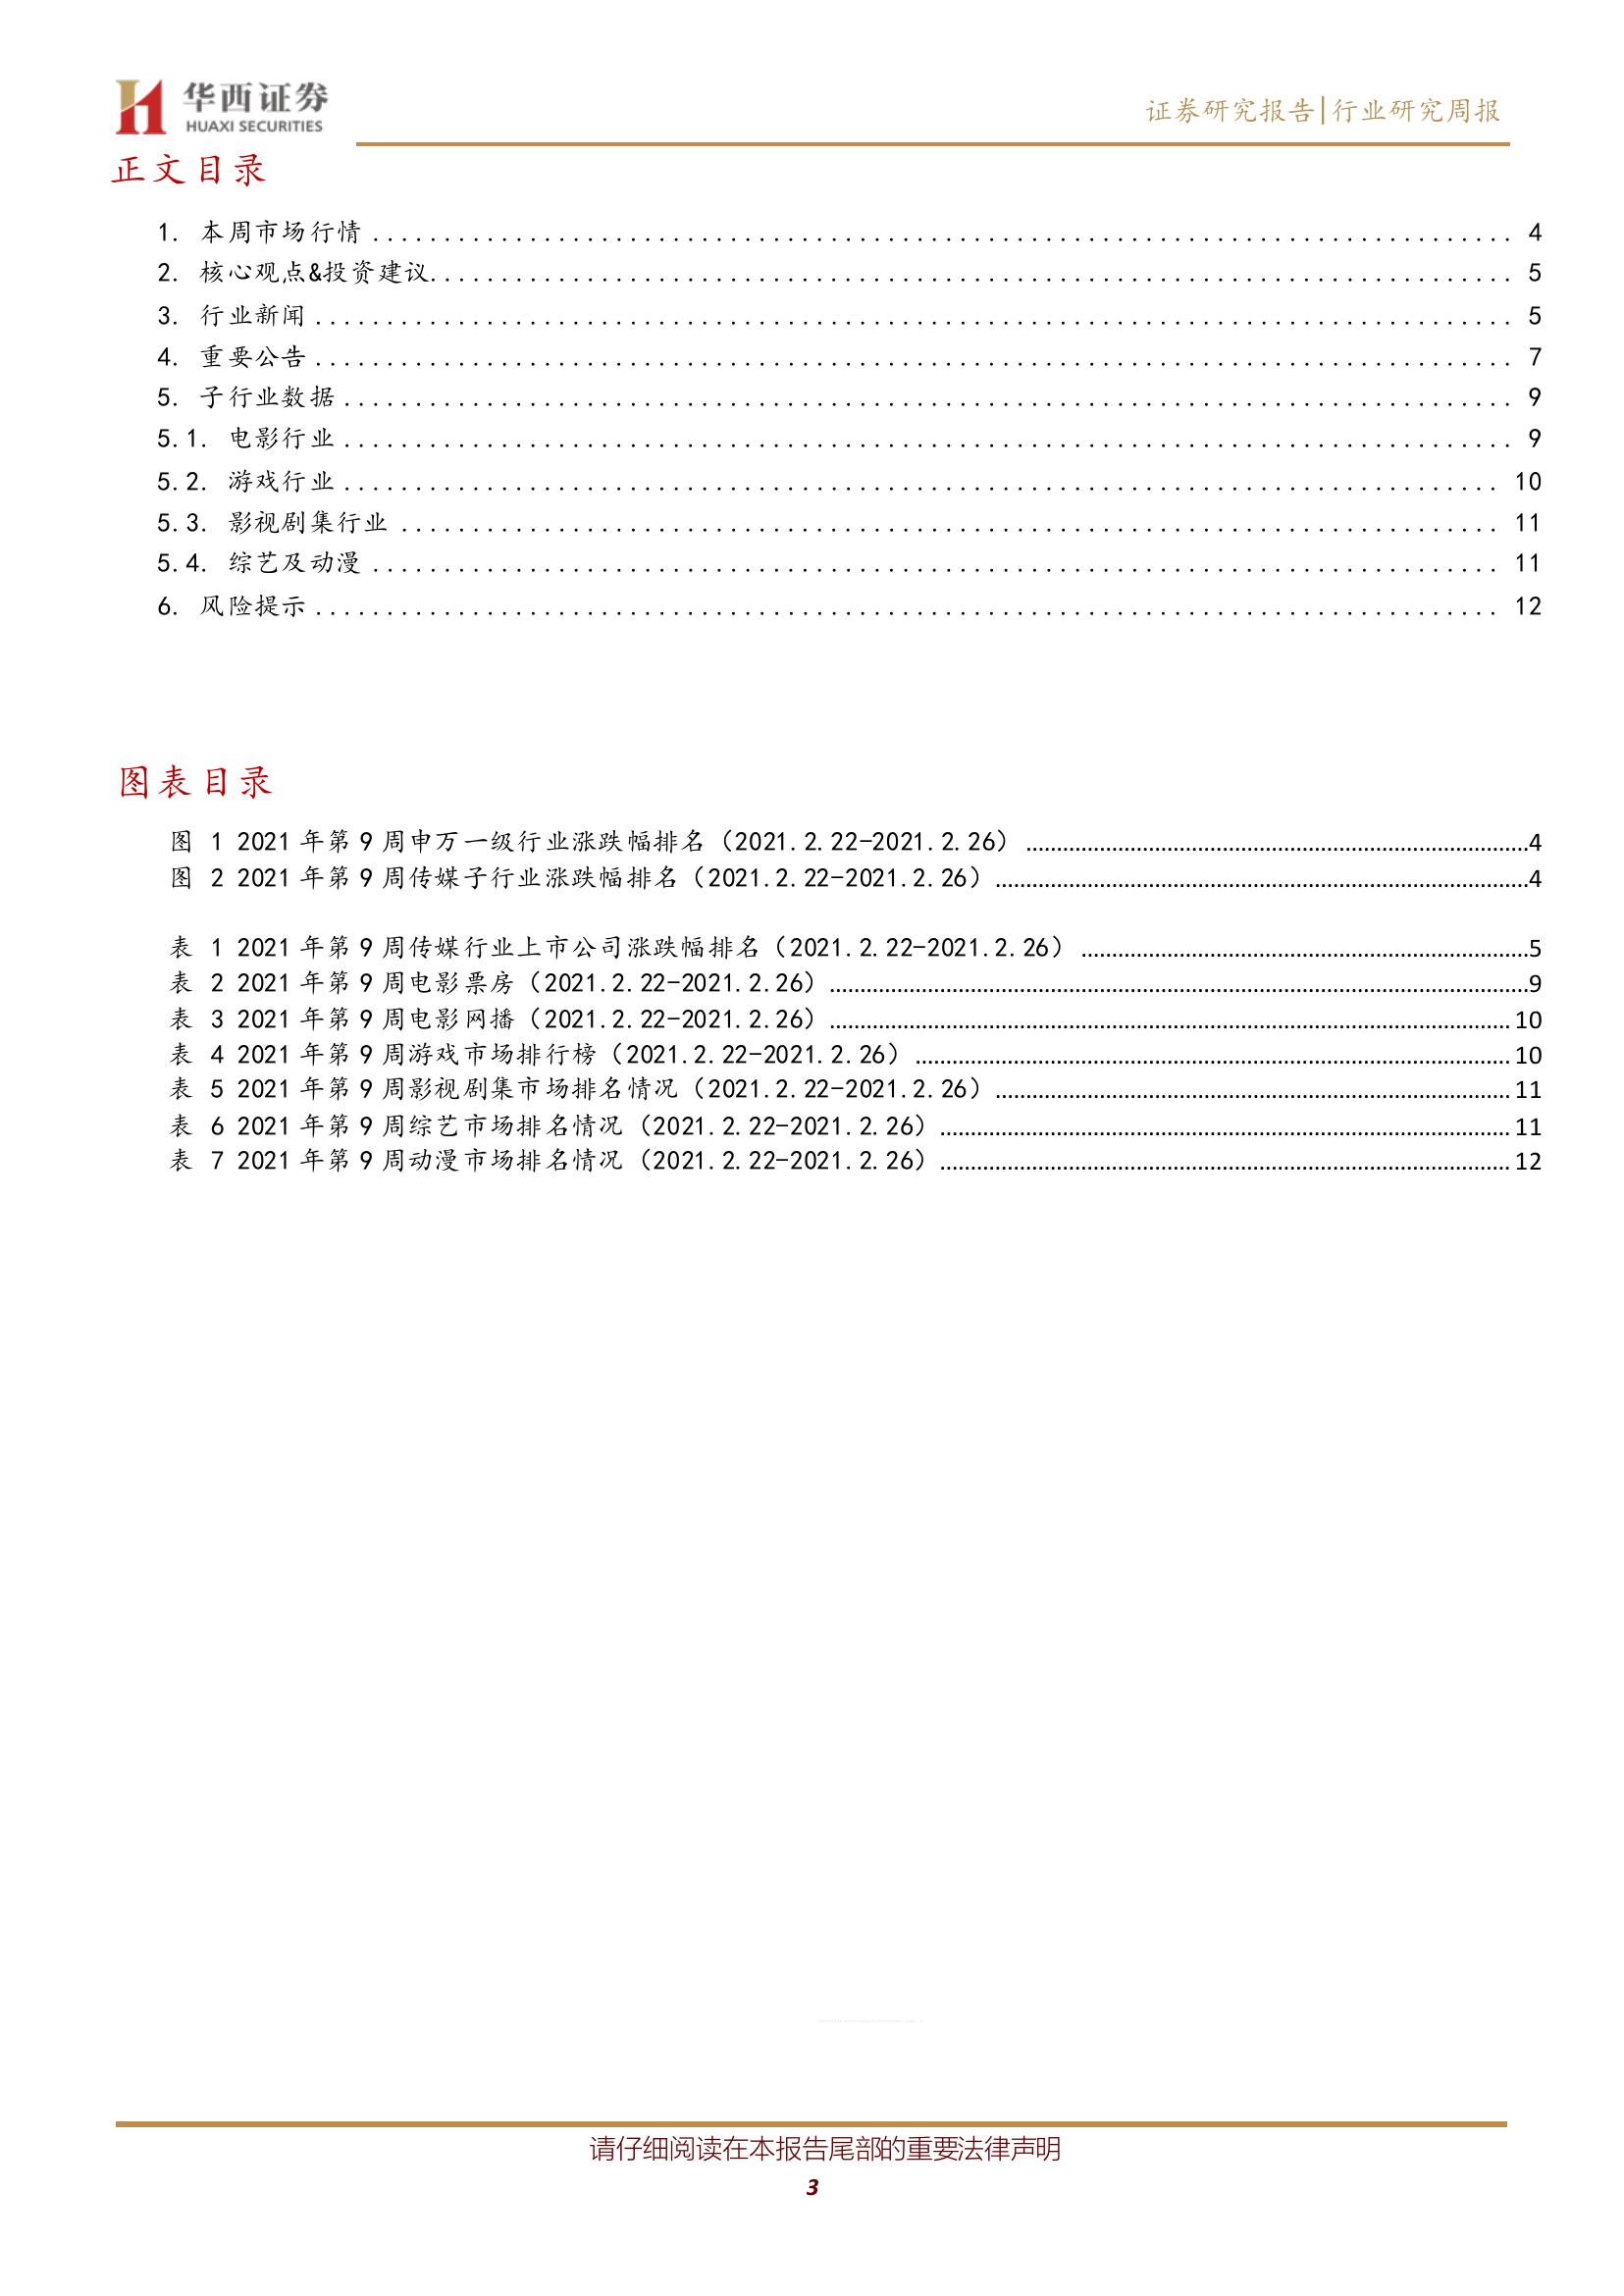 华西证券
HUAXI SECURITIES
证券研究报告|行业研究周报
正文目录
1. 本周市场行情 ........ 4
2. 核心观点&投资建议........ 5
3. 行业新闻 ........ 5
4. 重要公告 ........ 7
5. 子行业数据 ........ 9
5.1. 电影行业 ........ 9
5.2. 游戏行业 ........ 10
5.3. 影视剧集行业 ........ 11
5.4. 综艺及动漫 ........ 11
6. 风险提示 ........ 12
图表目录
图 1 2021 年第 9 周申万一级行业涨跌幅排名（2021.2.22-2021.2.26） ........4
图 2 2021 年第 9 周传媒子行业涨跌幅排名（2021.2.22-2021.2.26） ........4
表 1 2021 年第 9 周传媒行业上市公司涨跌幅排名（2021.2.22-2021.2.26） ........5
表 2 2021 年第 9 周电影票房（2021.2.22-2021.2.26） ........9
表 3 2021 年第 9 周电影网播（2021.2.22-2021.2.26） ........10
表 4 2021 年第 9 周游戏市场排行榜（2021.2.22-2021.2.26） ........10
表 5 2021 年第 9 周影视剧集市场排名情况（2021.2.22-2021.2.26） ........11
表 6 2021 年第 9 周综艺市场排名情况（2021.2.22-2021.2.26） ........11
表 7 2021 年第 9 周动漫市场排名情况（2021.2.22-2021.2.26） ........12
请仔细阅读在本报告尾部的重要法律声明
3